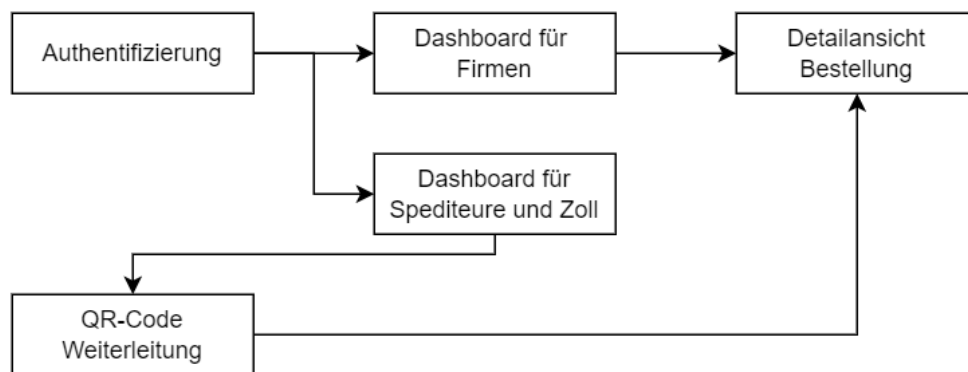 Authentifizierung
Dashboard für
Firmen
Detailansicht
Bestellung
Dashboard für
Spediteure und Zoll
QR-Code
Weiterleitung